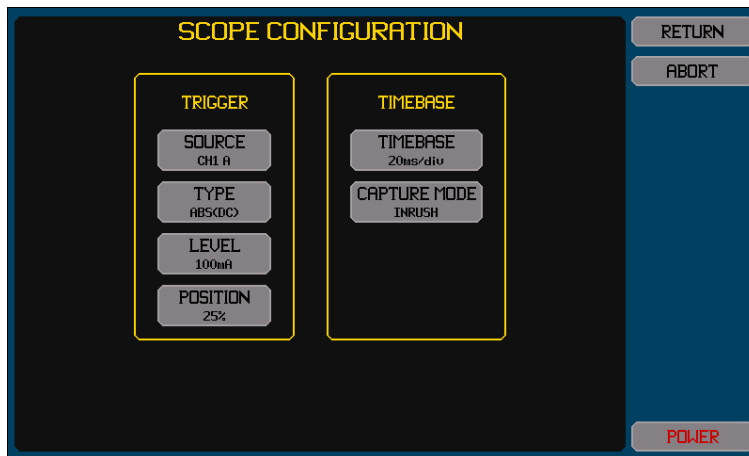 SCOPE CONFIGURATION
TRIGGER
SOURCE
CH1 A
TYPE
ABS(DC)
LEVEL
100mA
POSITION
25%
TIMEBASE
TIMEBASE
20ms/div
CAPTURE MODE
INRUSH
RETURN
ABORT
POWER